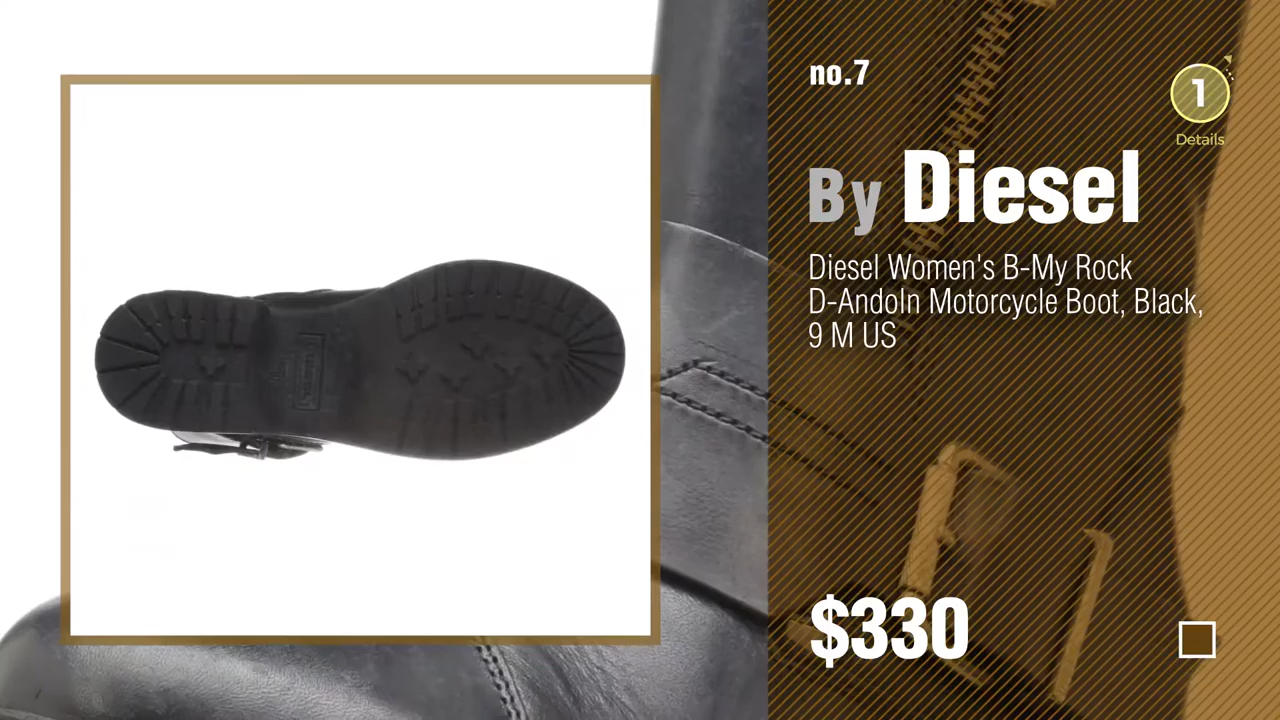 no.7
1
Details
By Diesel
Diesel Women's B-My Rock
D-Andoln Motorcycle Boot, Black,
9 M US
$330